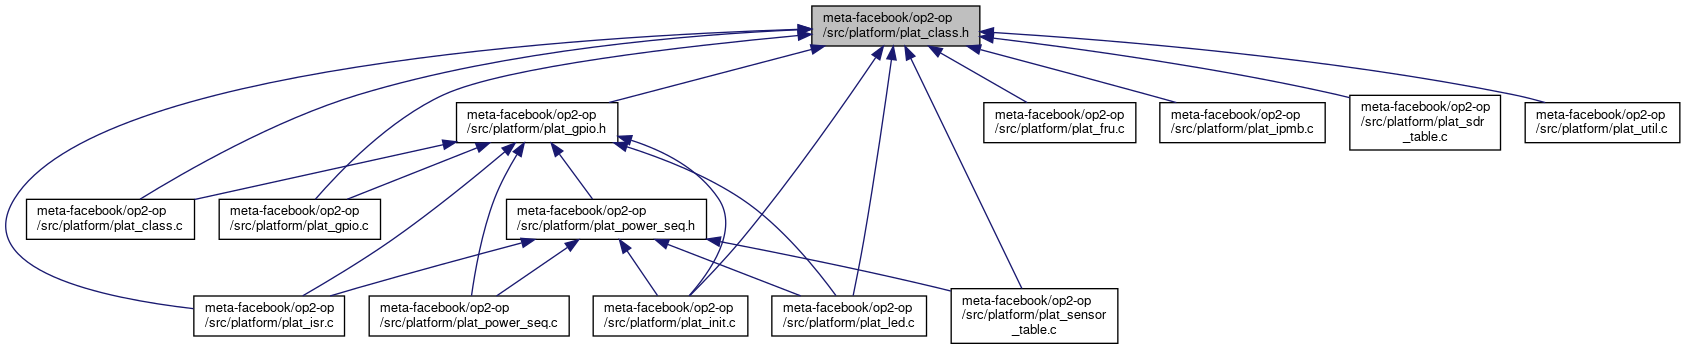 meta-facebook/op2-op
/src/platform/plat_class.h
meta-facebook/op2-op
/src/platform/plat_gpio.h
meta-facebook/op2-op
/src/platform/plat_fru.c
meta-facebook/op2-op
/src/platform/plat_ipmb.c
meta-facebook/op2-op
/src/platform/plat_sdr
_table.c
meta-facebook/op2-op
/src/platform/plat_util.c
meta-facebook/op2-op
/src/platform/plat_class.c
meta-facebook/op2-op
/src/platform/plat_gpio.c
meta-facebook/op2-op
/src/platform/plat_power_seq.h
meta-facebook/op2-op
/src/platform/plat_isr.c
meta-facebook/op2-op
/src/platform/plat_power_seq.c
meta-facebook/op2-op
/src/platform/plat_init.c
meta-facebook/op2-op
/src/platform/plat_led.c
meta-facebook/op2-op
/src/platform/plat_sensor
_table.c